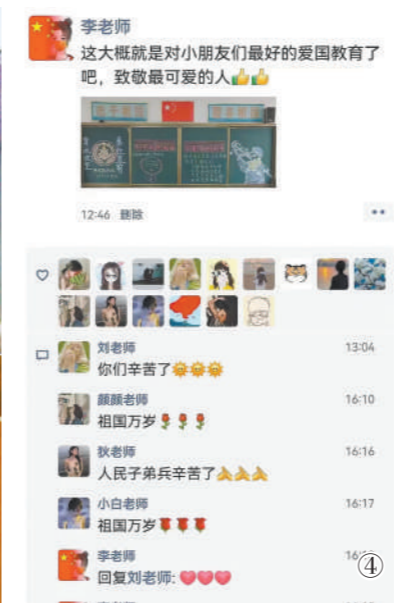 李老师
这大概就是对小朋友们最好的爱国教育了
吧，致敬最可爱的人👍👍
12:46 删除
刘老师 13:04
你们辛苦了🌞🌞🌞
颜颜老师 16:10
祖国万岁🌹🌹🌹
狄老师 16:16
人民子弟兵辛苦了
小白老师 16:17
祖国万岁🌹🌹🌹
李老师
回复刘老师: ❤❤❤
④